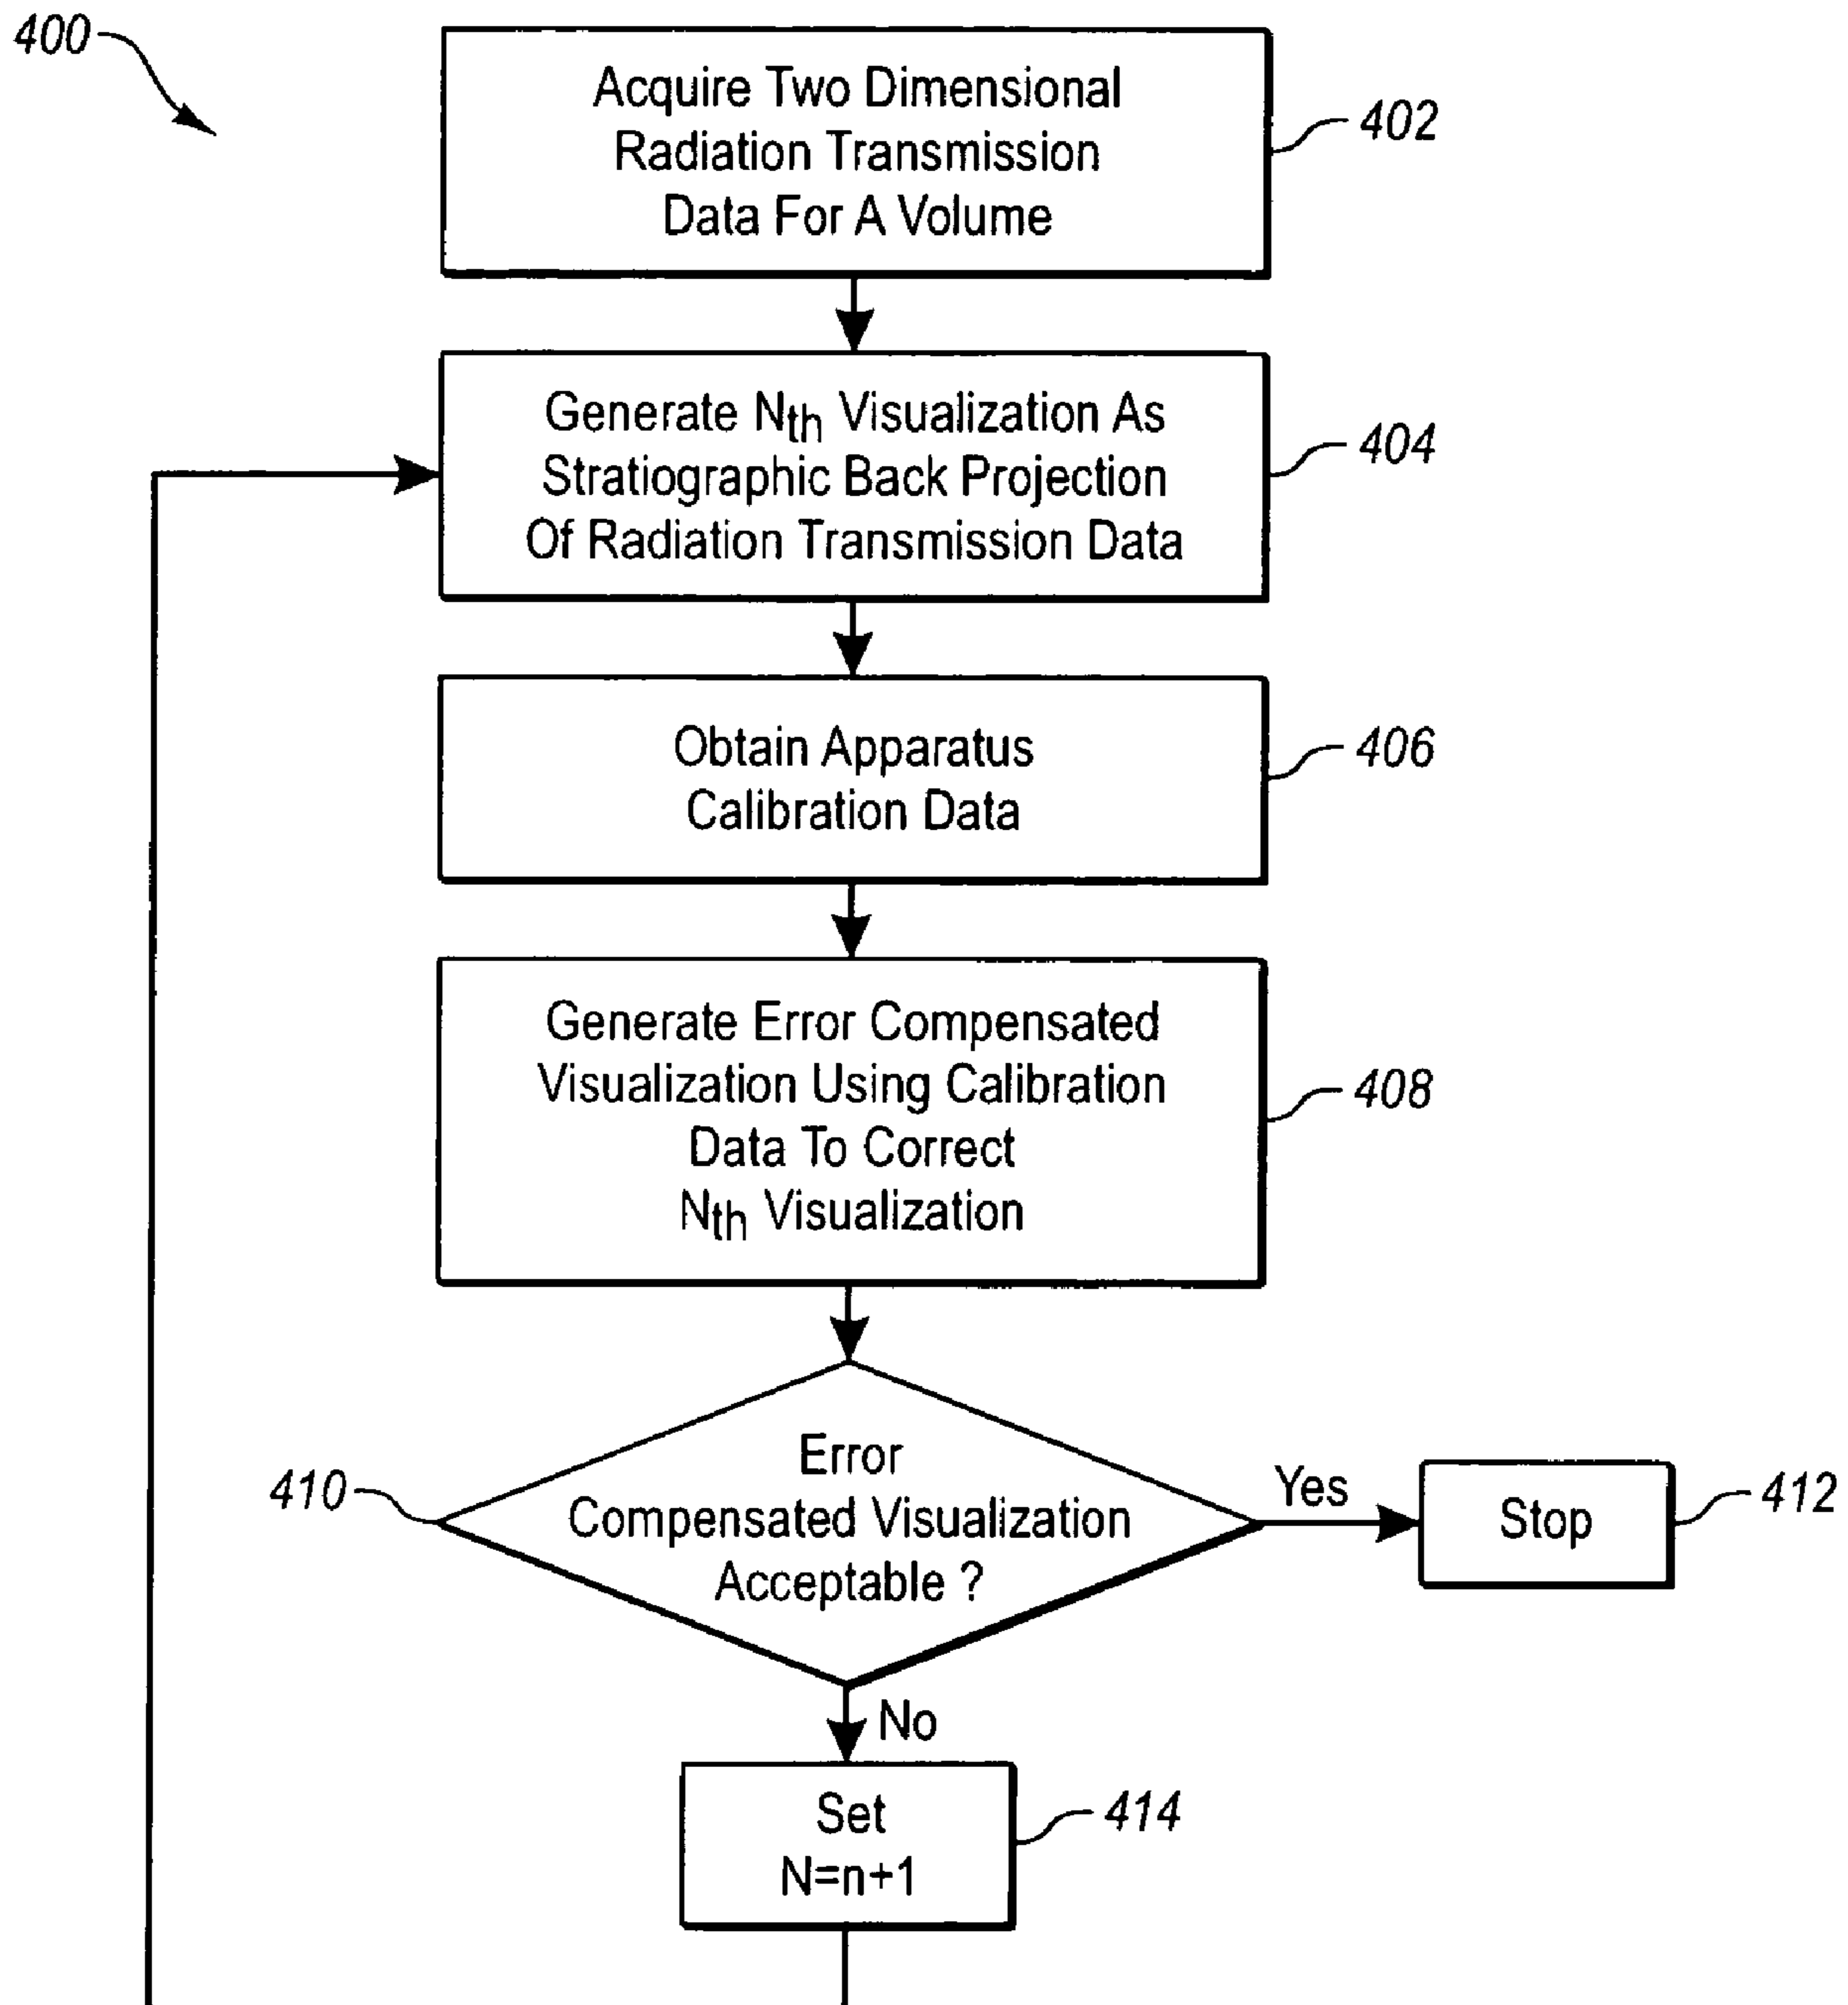 400
Acquire Two Dimensional
Radiation Transmission
Data For A Volume
402
Generate Nth Visualization As
Stratiographic Back Projection
Of Radiation Transmission Data
404
Obtain Apparatus
Calibration Data
406
Generate Error Compensated
Visualization Using Calibration
Data To Correct
Nth Visualization
408
Error
Compensated Visualization
Acceptable ?
410
Yes
Stop
412
No
Set
N=n+1
414